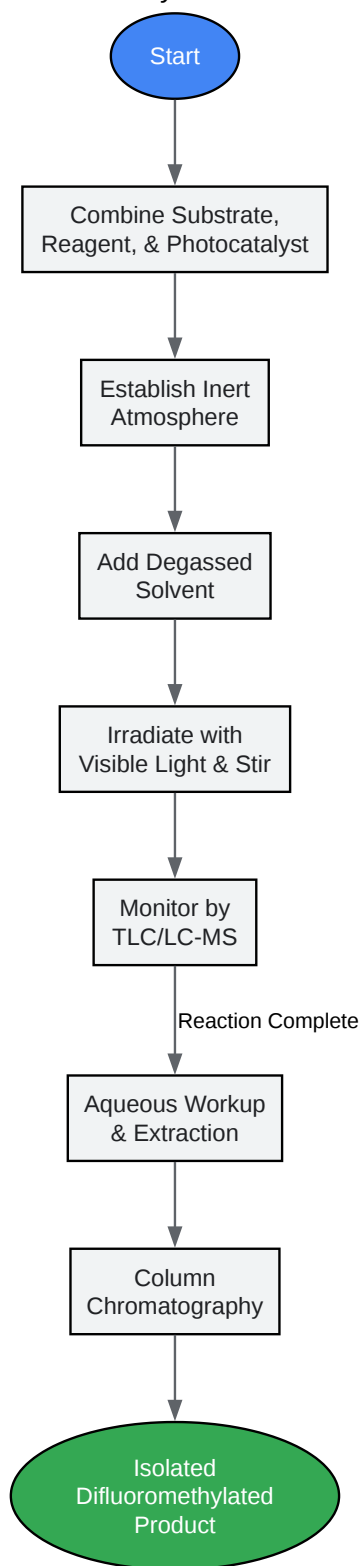 Start
Combine Substrate,
Reagent, & Photocatalyst
Establish Inert
Atmosphere
Add Degassed
Solvent
Irradiate with
Visible Light & Stir
Monitor by
TLC/LC-MS
Reaction Complete
Aqueous Workup
& Extraction
Column
Chromatography
Isolated
Difluoromethylated
Product